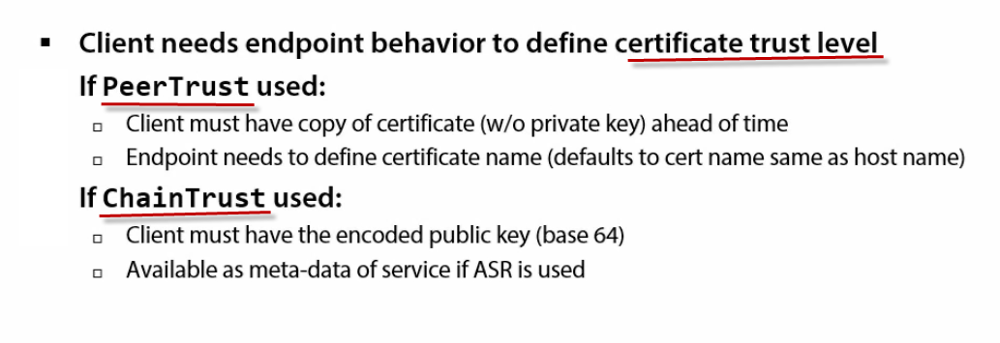 ▪ Client needs endpoint behavior to define certificate trust level
If PeerTrust used:
▫ Client must have copy of certificate (w/o private key) ahead of time
▫ Endpoint needs to define certificate name (defaults to cert name same as host name)
If ChainTrust used:
▫ Client must have the encoded public key (base 64)
▫ Available as meta-data of service if ASR is used